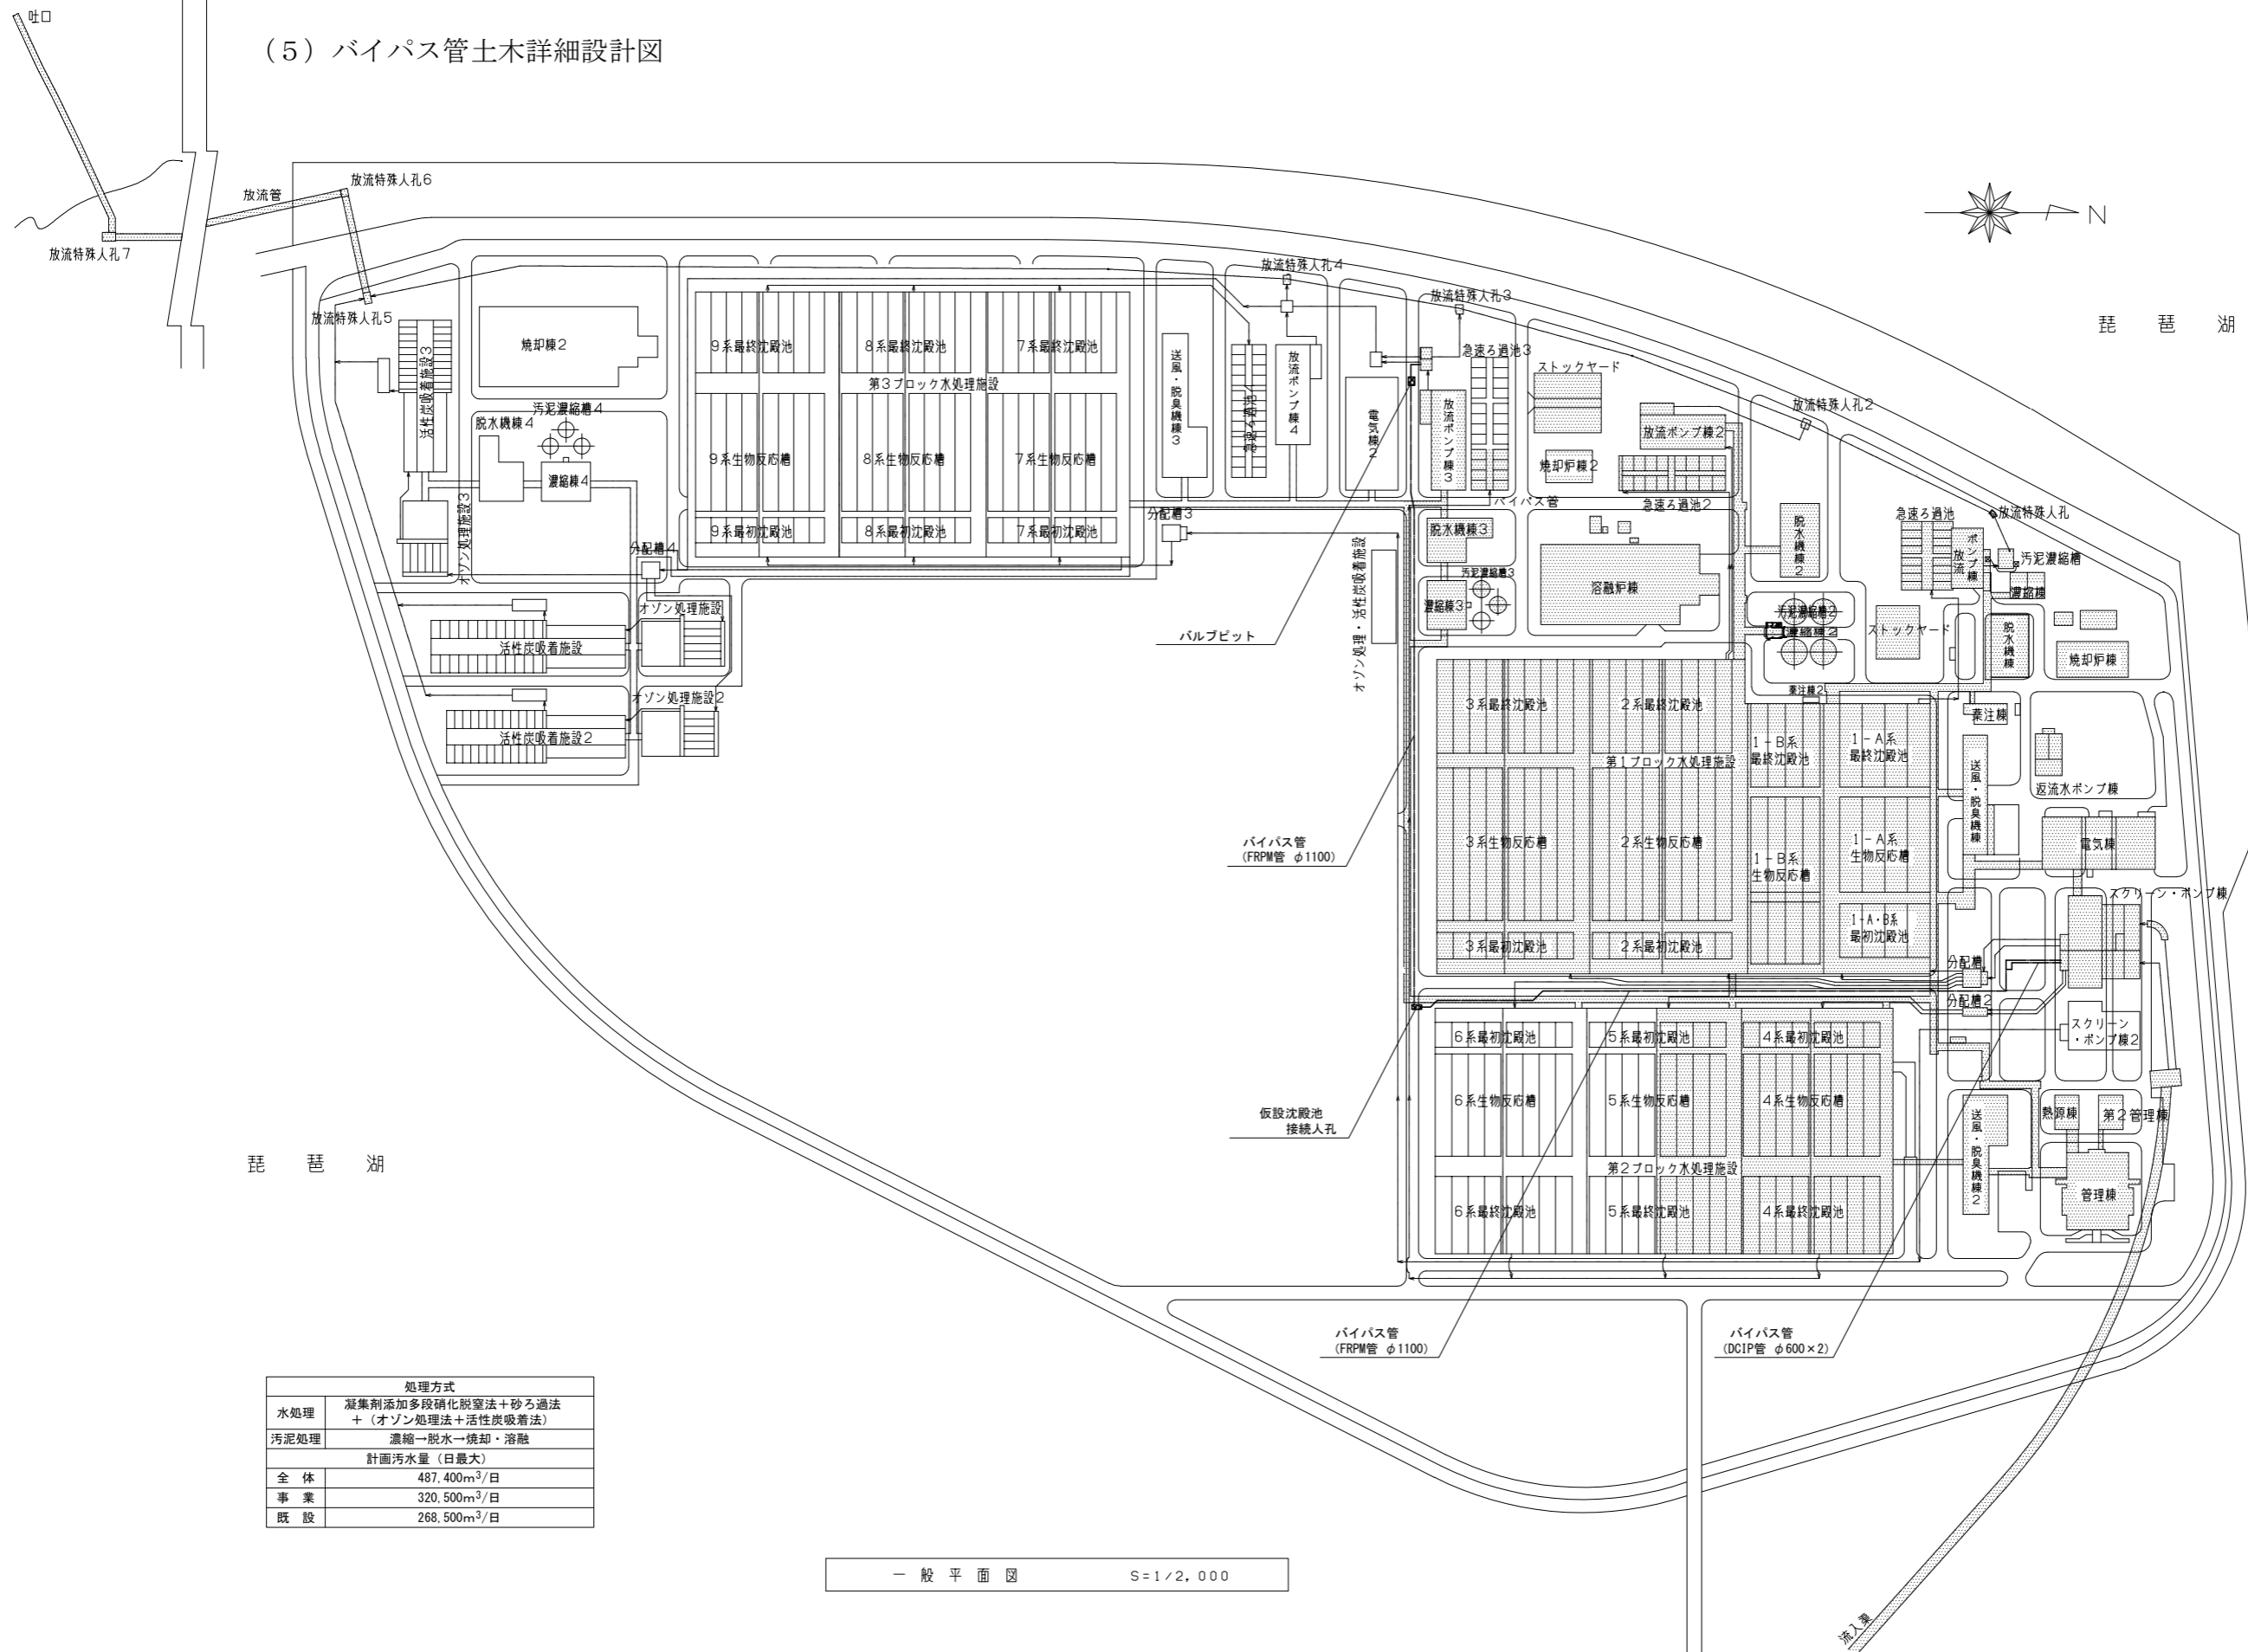 吐口
（５）バイパス管土木詳細設計図
放流管
放流特殊人孔６
放流特殊人孔７
N
放流特殊人孔５
放流特殊人孔４
放流特殊人孔３
琵　琶　湖
焼却棟２
活性炭吸着施設３
９系最終沈殿池
８系最終沈殿池
７系最終沈殿池
第３ブロック水処理施設
送風・脱臭機棟３
放流ポンプ棟４
電気棟２
放流ポンプ棟３
急速ろ過池３
ストックヤード
放流特殊人孔２
放流ポンプ棟２
汚泥濃縮槽４
脱水機棟４
濃縮棟４
９系生物反応槽
８系生物反応槽
７系生物反応槽
焼却炉棟２
急速ろ過池２
バイパス管
オゾン処理施設３
９系最初沈殿池
８系最初沈殿池
７系最初沈殿池
分配槽３
分配槽４
脱水機棟３
脱水機棟２
急速ろ過池
放流
ポンプ棟
放流特殊人孔
汚泥濃縮槽
濃縮棟
オゾン処理・活性炭吸着施設
汚泥濃縮槽３
濃縮棟３
溶融炉棟
汚泥濃縮槽２
濃縮棟２
ストックヤード
脱水機棟
焼却炉棟
オゾン処理施設
活性炭吸着施設
バルブピット
オゾン処理施設２
活性炭吸着施設２
薬注棟２
薬注棟
３系最終沈殿池
２系最終沈殿池
第１ブロック水処理施設
１－Ｂ系
最終沈殿池
１－Ａ系
最終沈殿池
送風・脱臭機棟
返流水ポンプ棟
バイパス管
(FRPM管 φ1100)
３系生物反応槽
２系生物反応槽
１－Ｂ系
生物反応槽
１－Ａ系
生物反応槽
電気棟
スクリーン・ポンプ棟
１-Ａ・Ｂ系
最初沈殿池
３系最初沈殿池
２系最初沈殿池
分配槽
分配槽２
スクリーン
・ポンプ棟２
６系最初沈殿池
５系最初沈殿池
４系最初沈殿池
６系生物反応槽
５系生物反応槽
４系生物反応槽
仮設沈殿池
接続人孔
熱源棟
第２管理棟
送風・脱臭機棟２
管理棟
第２ブロック水処理施設
６系最終沈殿池
５系最終沈殿池
４系最終沈殿池
琵　琶　湖
バイパス管
(FRPM管 φ1100)
バイパス管
(DCIP管 φ600×2)
処理方式
水処理 凝集剤添加多段硝化脱窒法＋砂ろ過法
＋（オゾン処理法＋活性炭吸着法）
汚泥処理 濃縮→脱水→焼却・溶融
計画汚水量（日最大）
全　体 487,400m³/日
事　業 320,500m³/日
既　設 268,500m³/日
一　般　平　面　図 S=1/2,000
流入渠